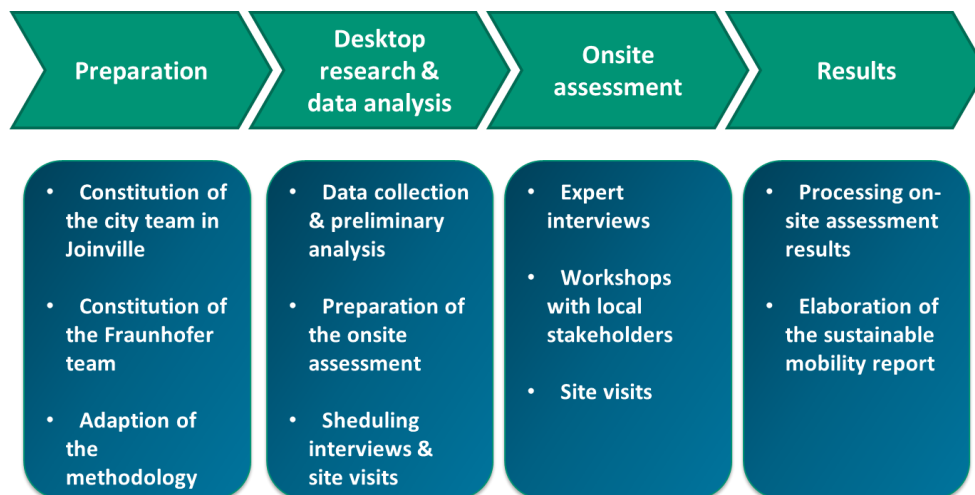 Preparation
Desktop
research &
data analysis
Onsite
assessment
Results
• Constitution of
the city team in
Joinville
• Constitution of
the Fraunhofer
team
• Adaption of
the
methodology
• Data collection
& preliminary
analysis
• Preparation of
the onsite
assessment
• Sheduling
interviews &
site visits
• Expert
interviews
• Workshops
with local
stakeholders
• Site visits
• Processing on-
site assessment
results
• Elaboration of
the sustainable
mobility report